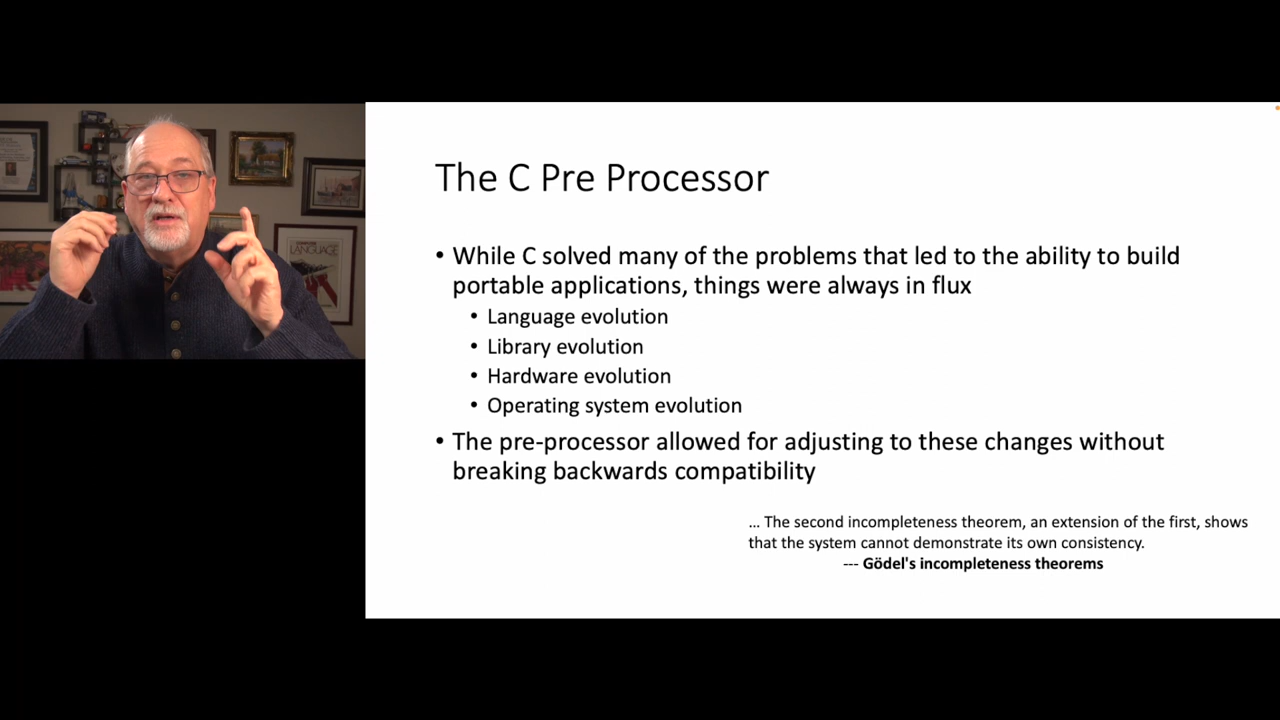 LANGUAGE
The C Pre Processor
• While C solved many of the problems that led to the ability to build
portable applications, things were always in flux
• Language evolution
• Library evolution
• Hardware evolution
• Operating system evolution
• The pre-processor allowed for adjusting to these changes without
breaking backwards compatibility
... The second incompleteness theorem, an extension of the first, shows
that the system cannot demonstrate its own consistency.
--- Gödel's incompleteness theorems